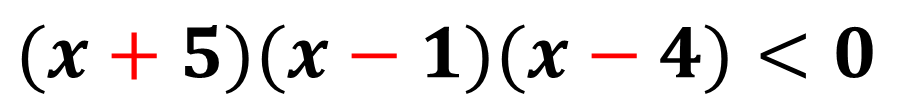 (x + 5)(x − 1)(x − 4) < 0